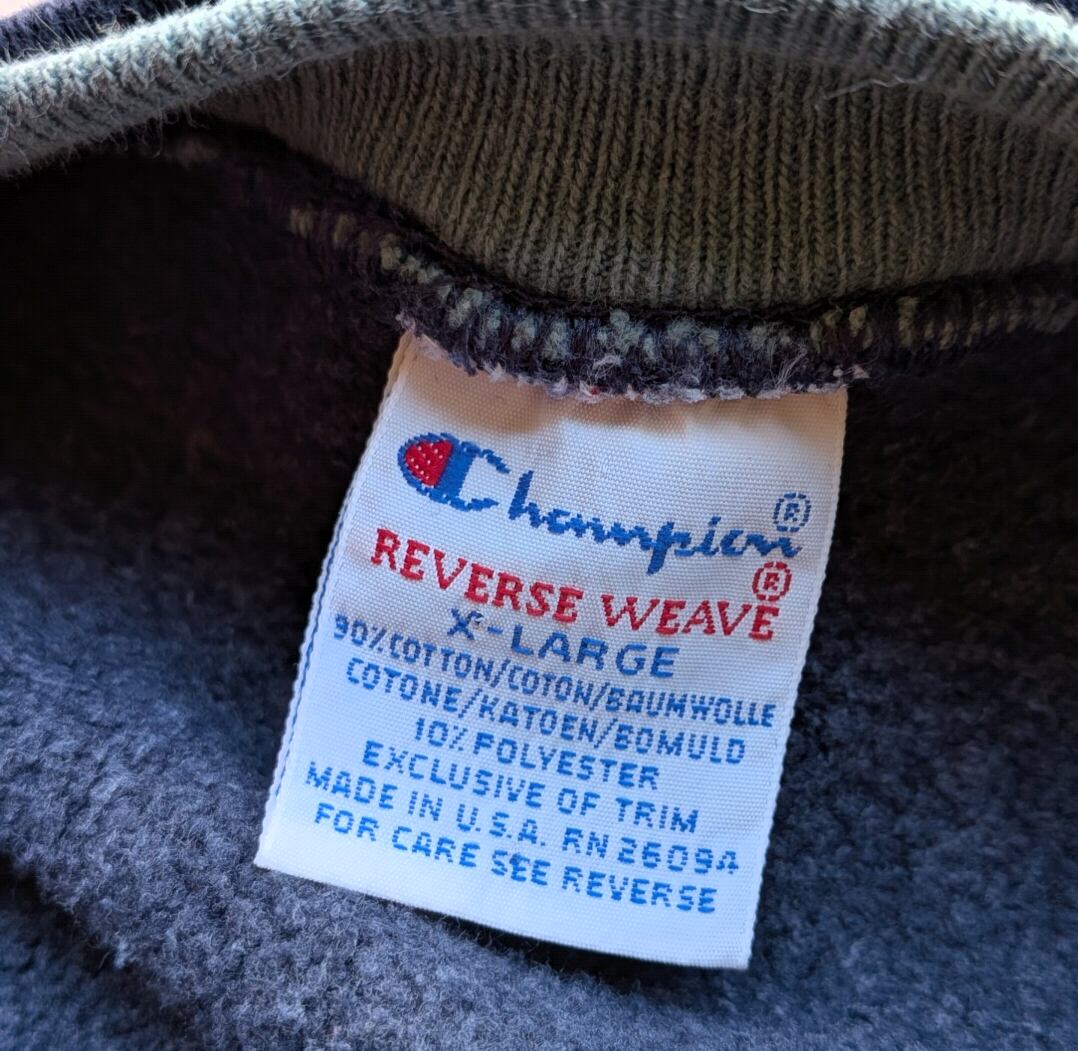 Champion®
REVERSE WEAVE®
X-LARGE
90% COTTON/COTON/BAUMWOLLE
COTONE/KATOEN/BOMULD
10% POLYESTER
EXCLUSIVE OF TRIM
MADE IN U.S.A. RN 26094
FOR CARE SEE REVERSE